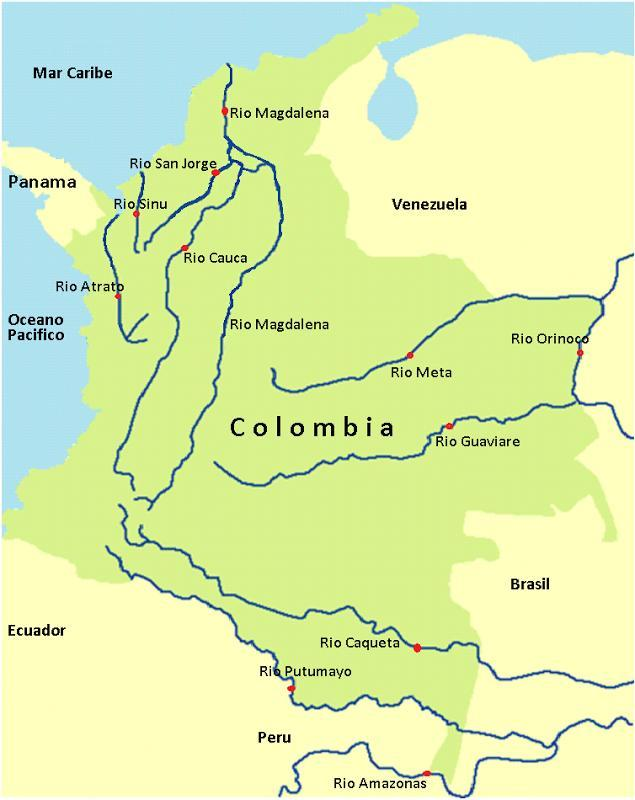 Mar Caribe
Rio Magdalena
Rio San Jorge
Panama
Rio Sinu
Venezuela
Rio Cauca
Rio Atrato
Oceano
Pacifico
Rio Magdalena
Rio Orinoco
Rio Meta
Colombia
Rio Guaviare
Brasil
Ecuador
Rio Caqueta
Rio Putumayo
Peru
Rio Amazonas